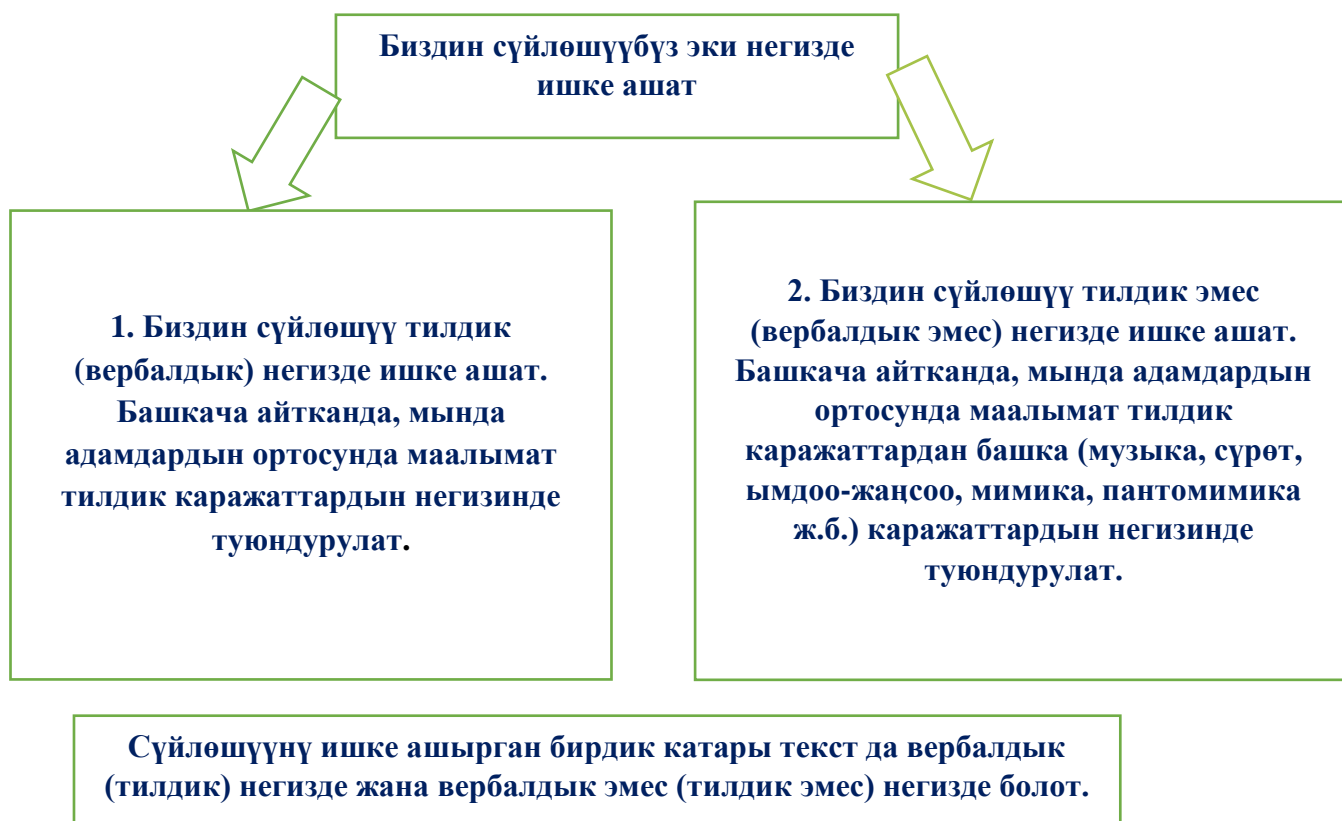 Биздин сүйлөшүүбүз эки негизде
ишке ашат
1. Биздин сүйлөшүү тилдик
(вербалдык) негизде ишке ашат.
Башкача айтканда, мында
адамдардын ортосунда маалымат
тилдик каражаттардын негизинде
туюндурулат.
2. Биздин сүйлөшүү тилдик эмес
(вербалдык эмес) негизде ишке ашат.
Башкача айтканда, мында адамдардын
ортосунда маалымат тилдик
каражаттардан башка (музыка, сүрөт,
ымдоо-жаңсоо, мимика, пантомимика
ж.б.) каражаттардын негизинде
туюндурулат.
Сүйлөшүүнү ишке ашырган бирдик катары текст да вербалдык
(тилдик) негизде жана вербалдык эмес (тилдик эмес) негизде болот.